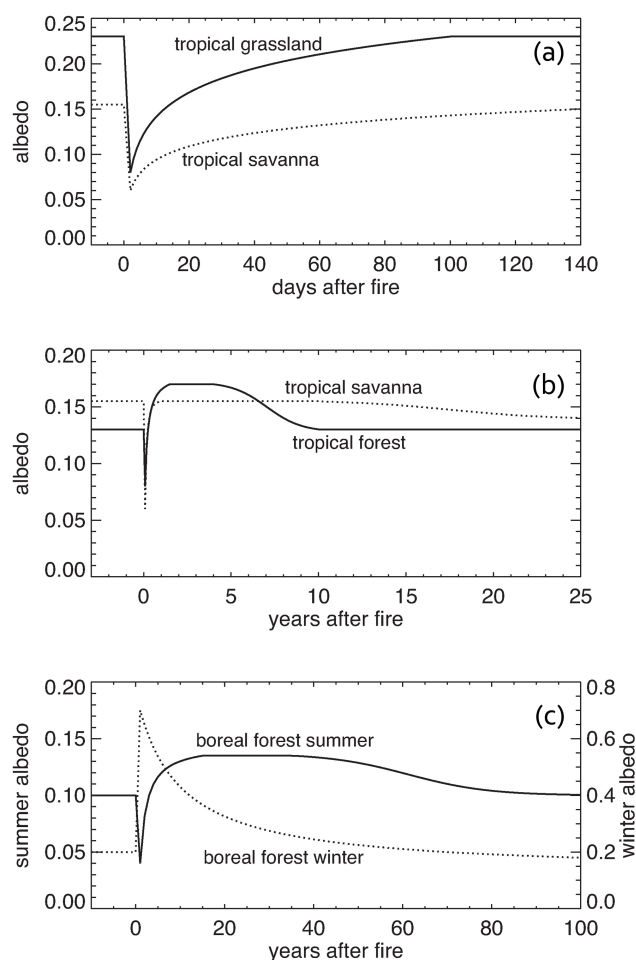 0.25
(a)
tropical grassland
0.20
0.15
albedo
tropical savanna
0.10
0.05
0.00
0 20 40 60 80 100 120 140
days after fire
0.20
(b)
tropical savanna
0.15
tropical forest
albedo
0.10
0.05
0.00
0 5 10 15 20 25
years after fire
0.20 0.8
(c)
boreal forest summer
0.15 0.6
summer albedo
winter albedo
0.10 0.4
boreal forest winter
0.05 0.2
0.00 0.0
0 20 40 60 80 100
years after fire